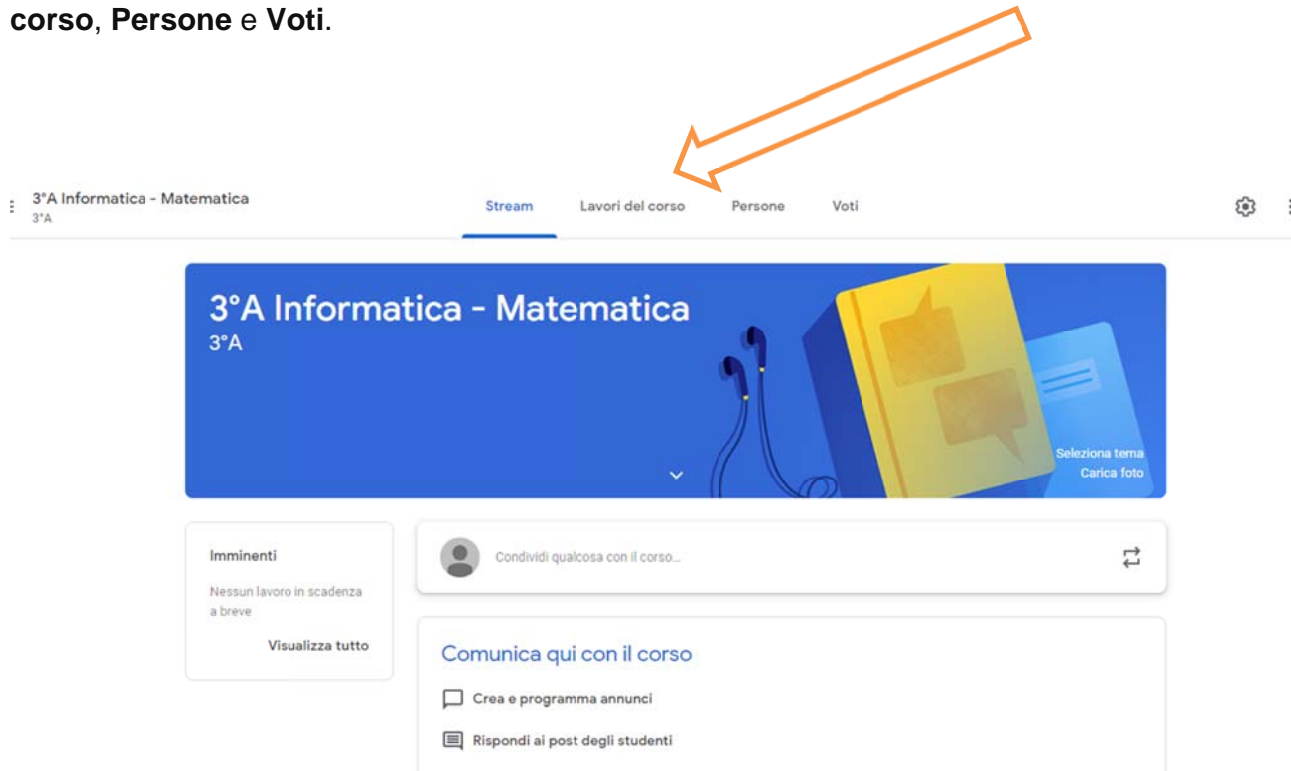 corso, Persone e Voti.
3°A Informatica - Matematica
3°A
Stream Lavori del corso Persone Voti
3°A Informatica - Matematica
3°A
Seleziona tema
Carica foto
Imminenti
Nessun lavoro in scadenza
a breve
Visualizza tutto
Condividi qualcosa con il corso...
Comunica qui con il corso
Crea e programma annunci
Rispondi ai post degli studenti